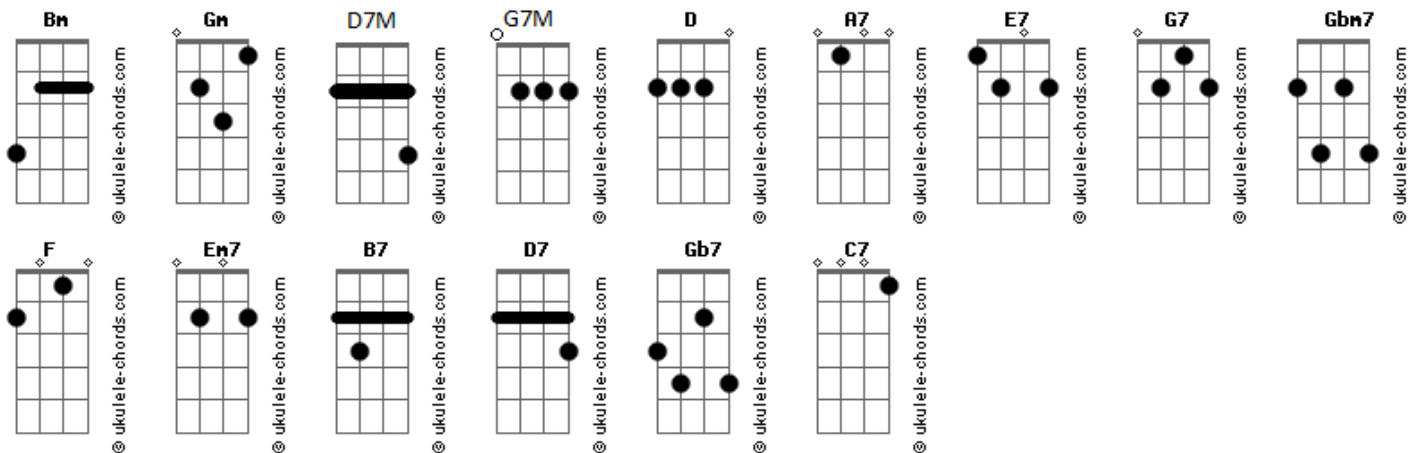 Bm Gm D7M G7M D A7 E7 G7 Gbm7
© ukulele-chords.com © ukulele-chords.com © ukulele-chords.com © ukulele-chords.com © ukulele-chords.com © ukulele-chords.com © ukulele-chords.com © ukulele-chords.com © ukulele-chords.com
F Em7 B7 D7 Gb7 C7
© ukulele-chords.com © ukulele-chords.com © ukulele-chords.com © ukulele-chords.com © ukulele-chords.com © ukulele-chords.com